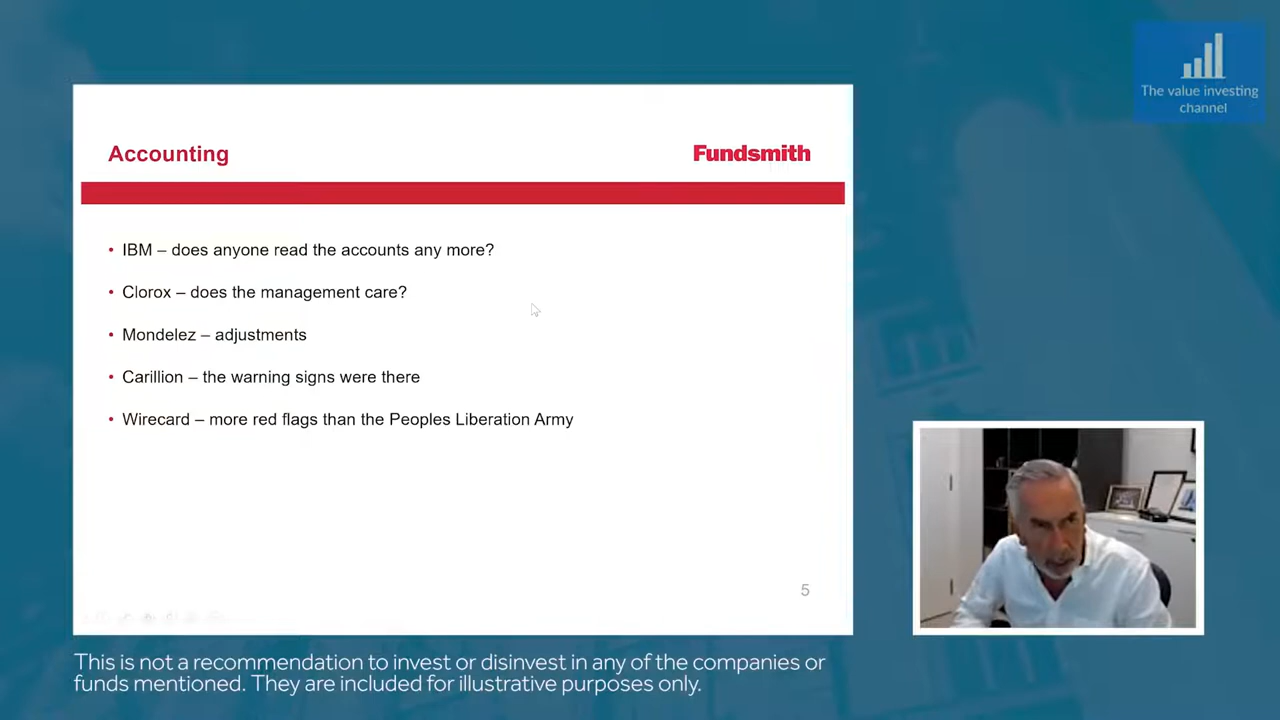 The value investing
channel
Accounting
Fundsmith
• IBM – does anyone read the accounts any more?
• Clorox – does the management care?
• Mondelez – adjustments
• Carillion – the warning signs were there
• Wirecard – more red flags than the Peoples Liberation Army
5
This is not a recommendation to invest or disinvest in any of the companies or
funds mentioned. They are included for illustrative purposes only.